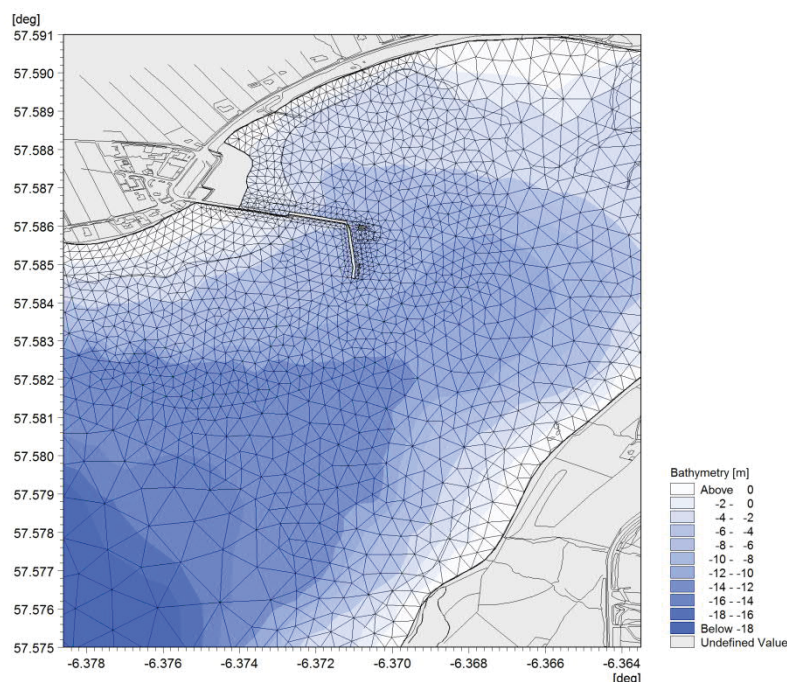 [deg]
57.591
57.590
57.589
57.588
57.587
57.586
57.585
57.584
57.583
57.582
57.581
57.580
57.579
57.578
57.577
57.576
57.575
-6.378 -6.376 -6.374 -6.372 -6.370 -6.368 -6.366 -6.364
[deg]
Bathymetry [m]
Above 0
-2 - 0
-4 - -2
-6 - -4
-8 - -6
-10 - -8
-12 - -10
-14 - -12
-16 - -14
-18 - -16
Below -18
Undefined Value